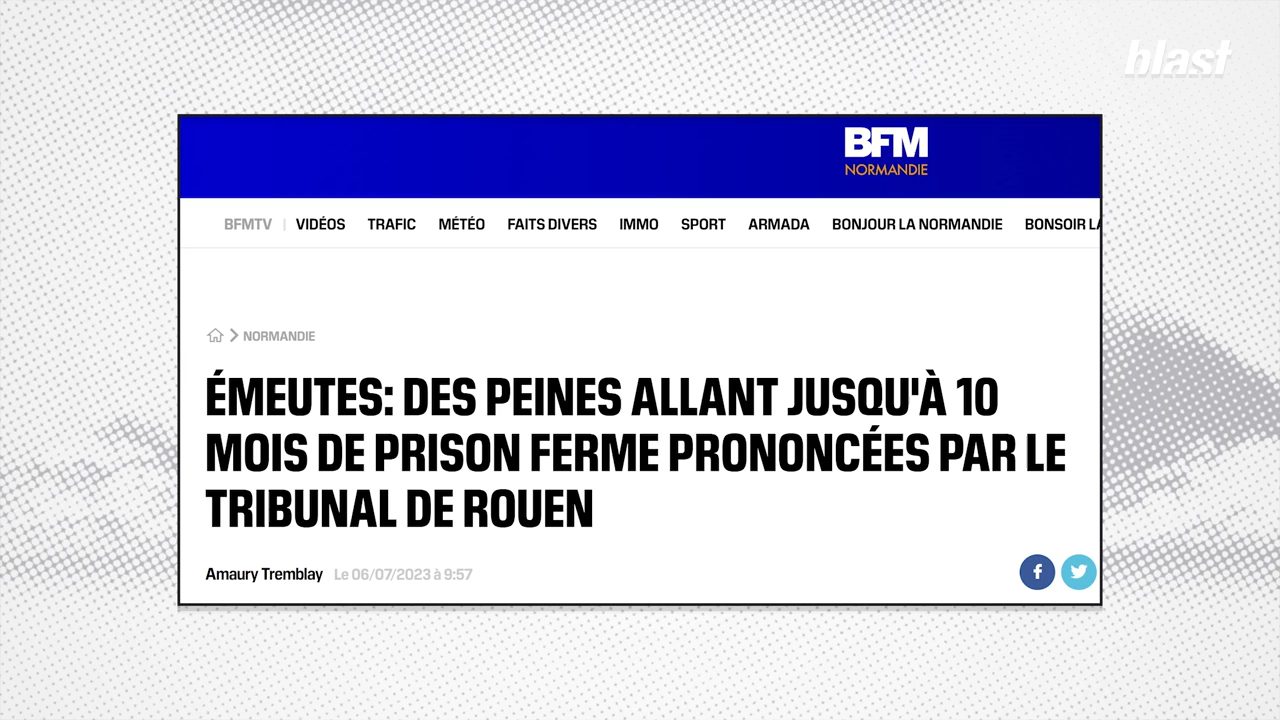 blast
BFM
NORMANDIE
BFMTV | VIDÉOS TRAFIC MÉTÉO FAITS DIVERS IMMO SPORT ARMADA BONJOUR LA NORMANDIE BONSOIR LA
NORMANDIE
ÉMEUTES: DES PEINES ALLANT JUSQU'À 10
MOIS DE PRISON FERME PRONONCÉES PAR LE
TRIBUNAL DE ROUEN
Amaury Tremblay Le 06/07/2023 à 9:57